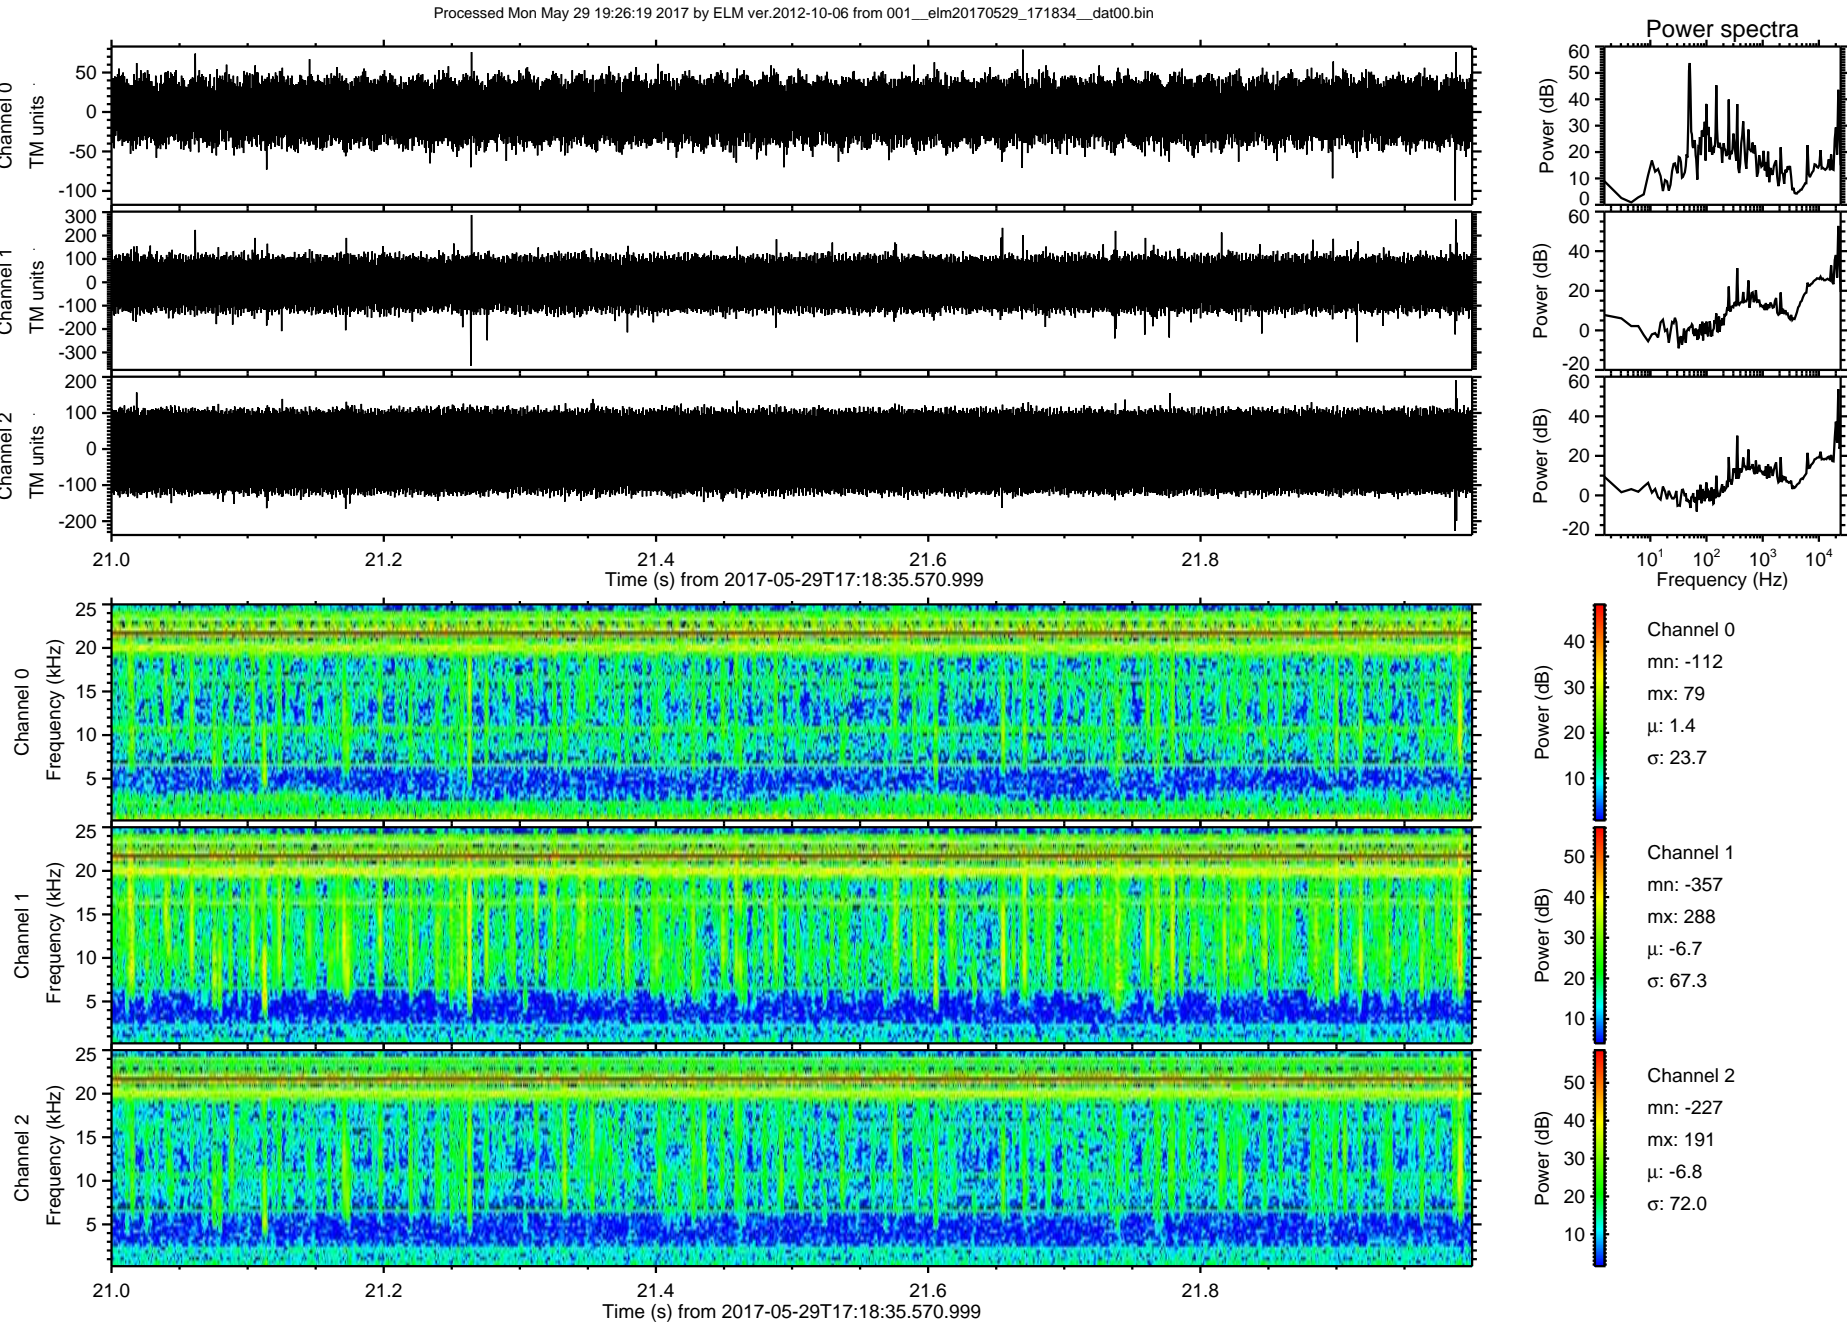 Processed Mon May 29 19:26:19 2017 by ELM ver.2012-10-06 from 001__elm20170529_171834__dat00.bin
Power spectra
Channel 0
TM units
50
0
-50
-100
Power (dB)
60
50
40
30
20
10
0
Channel 1
TM units
300
200
100
0
-100
-200
-300
Power (dB)
60
40
20
0
-20
Channel 2
TM units
200
100
0
-100
-200
Power (dB)
60
40
20
0
-20
21.0 21.2 21.4 21.6 21.8
Time (s) from 2017-05-29T17:18:35.570.999
10^1 10^2 10^3 10^4
Frequency (Hz)
Channel 0
Frequency (kHz)
25
20
15
10
5
Power (dB)
40
30
20
10
Channel 0
mn: -112
mx: 79
μ: 1.4
σ: 23.7
Channel 1
Frequency (kHz)
25
20
15
10
5
Power (dB)
50
40
30
20
10
Channel 1
mn: -357
mx: 288
μ: -6.7
σ: 67.3
Channel 2
Frequency (kHz)
25
20
15
10
5
Power (dB)
50
40
30
20
10
Channel 2
mn: -227
mx: 191
μ: -6.8
σ: 72.0
21.0 21.2 21.4 21.6 21.8
Time (s) from 2017-05-29T17:18:35.570.999